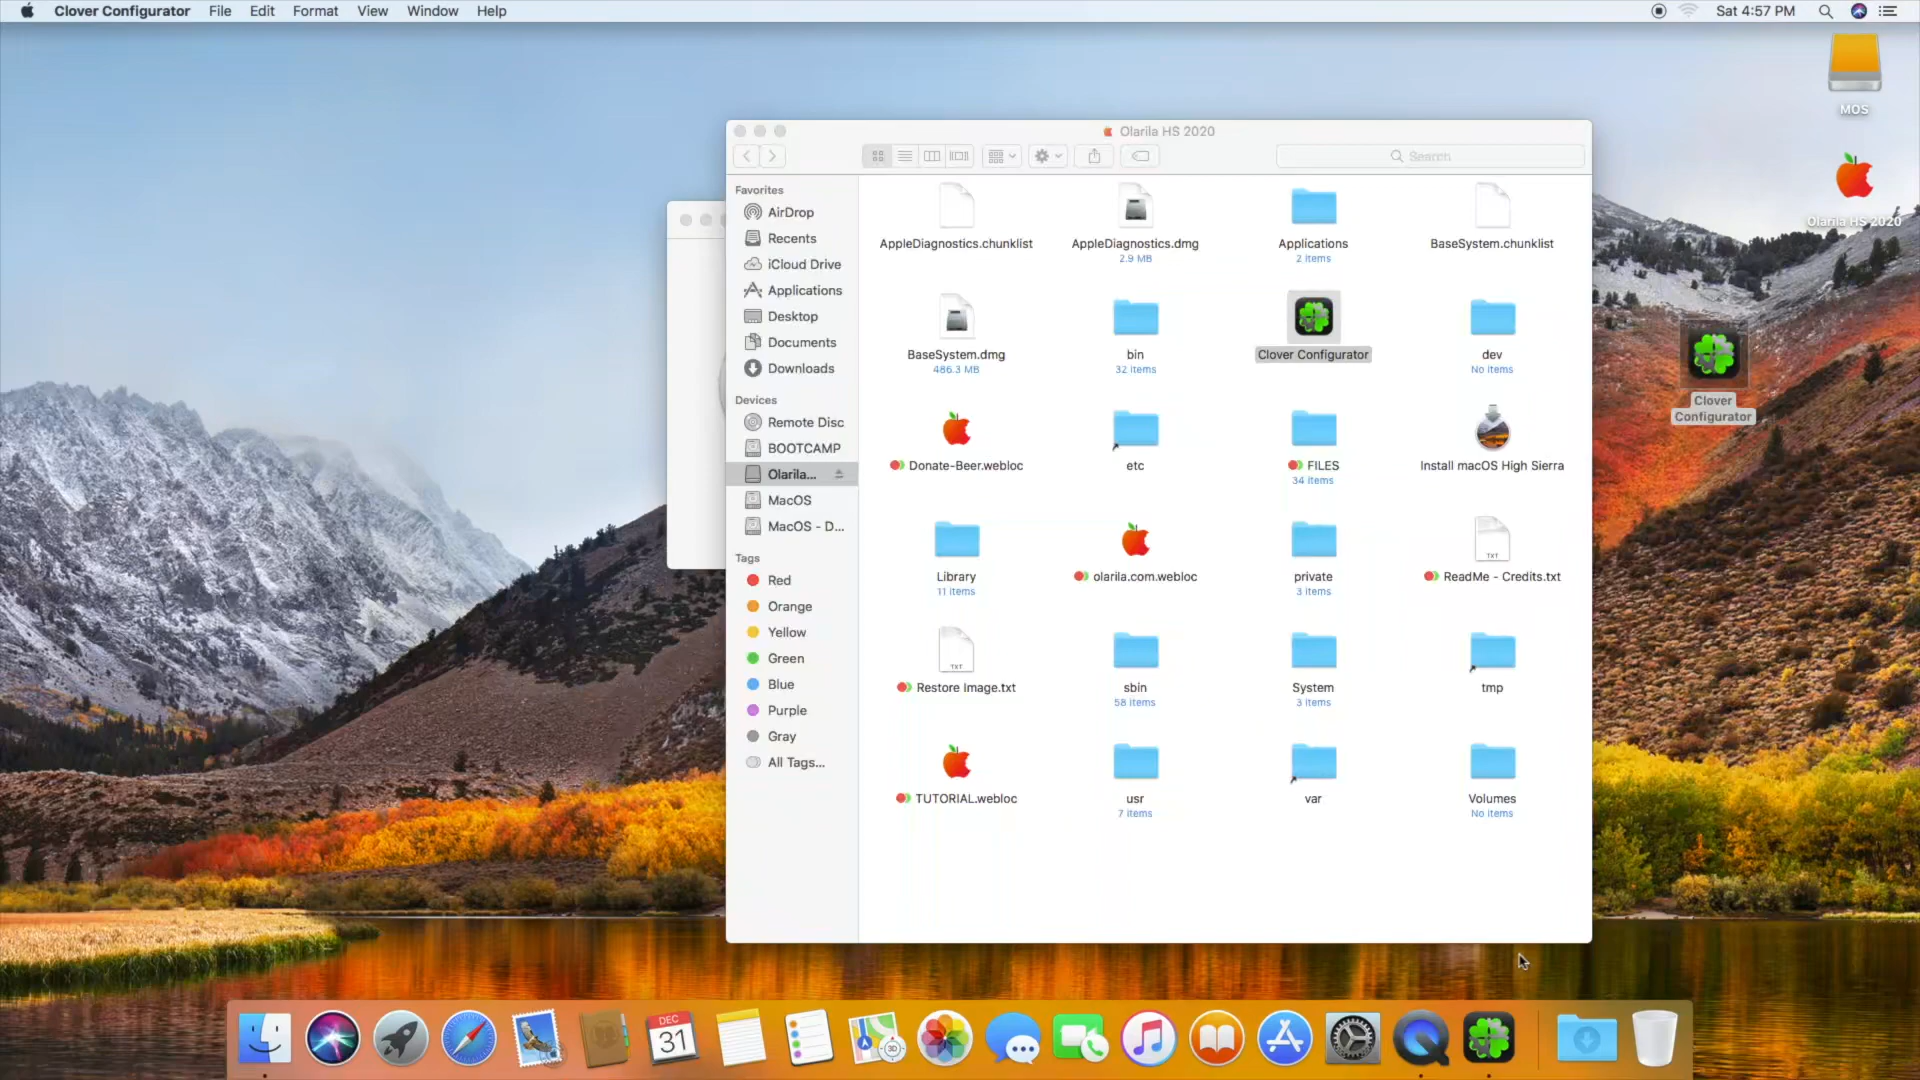 Clover Configurator File Edit Format View Window Help
Sat 4:57 PM
MOS
Olarila HS 2020
Clover
Configurator
Olarila HS 2020
Search
Favorites
AirDrop
Recents
iCloud Drive
Applications
Desktop
Documents
Downloads
Devices
Remote Disc
BOOTCAMP
Olarila...
MacOS
MacOS - D...
Tags
Red
Orange
Yellow
Green
Blue
Purple
Gray
All Tags...
AppleDiagnostics.chunklist
AppleDiagnostics.dmg
2.9 MB
Applications
2 items
BaseSystem.chunklist
BaseSystem.dmg
486.3 MB
bin
32 items
Clover Configurator
dev
No items
Donate-Beer.webloc
etc
FILES
34 items
Install macOS High Sierra
Library
11 items
olarila.com.webloc
private
3 items
TXT
ReadMe - Credits.txt
TXT
Restore Image.txt
sbin
58 items
System
3 items
tmp
TUTORIAL.webloc
usr
7 items
var
Volumes
No items
DEC
31
3D